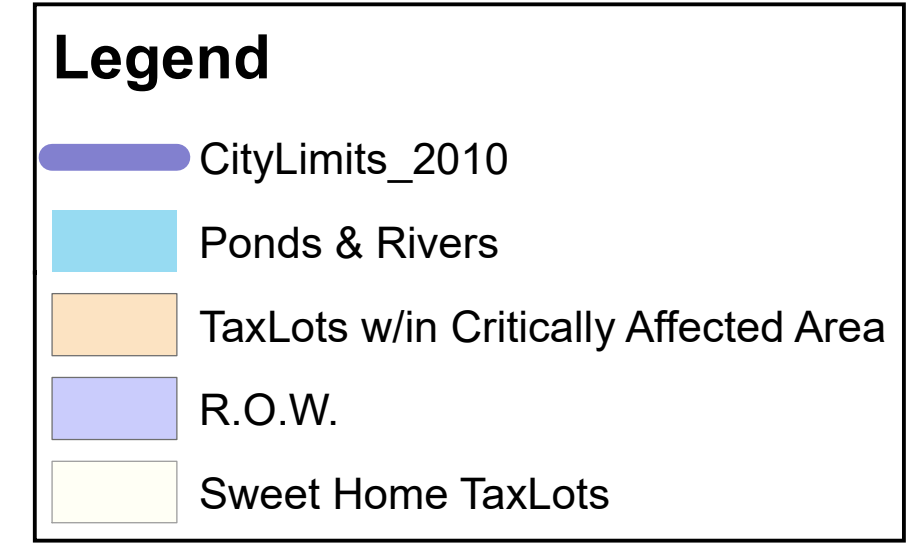 Legend
CityLimits_2010
Ponds & Rivers
TaxLots w/in Critically Affected Area
R.O.W.
Sweet Home TaxLots